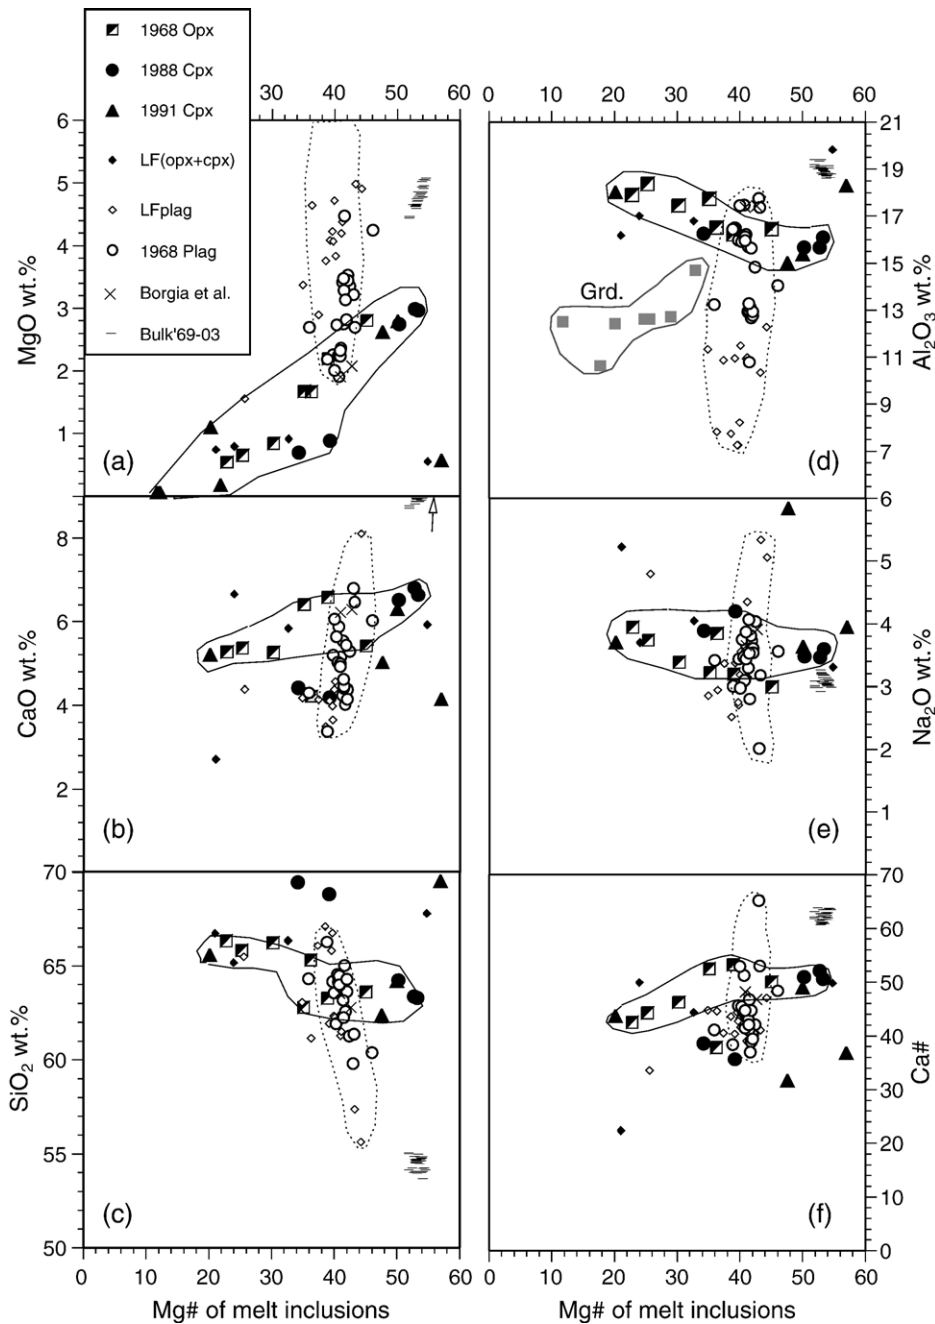 1968 Opx
1988 Cpx
1991 Cpx
LF(opx+cpx)
LFplag
1968 Plag
Borgia et al.
Bulk'69-03
30 40 50 60
0 10 20 30 40 50 60
MgO wt.%
6
5
4
3
2
1
(a)
Al₂O₃ wt.%
21
19
17
15
13
11
9
7
Grd.
(d)
CaO wt.%
8
6
4
2
(b)
Na₂O wt.%
6
5
4
3
2
1
(e)
SiO₂ wt.%
70
65
60
55
50
(c)
Ca#
70
60
50
40
30
20
10
0
(f)
0 10 20 30 40 50 60
Mg# of melt inclusions
0 10 20 30 40 50 60
Mg# of melt inclusions